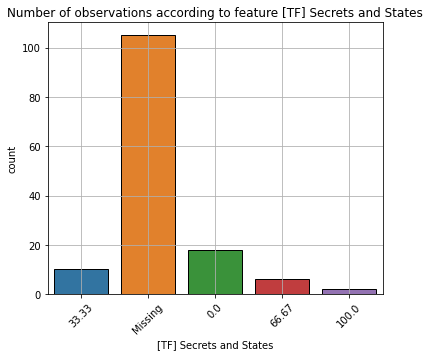 Number of observations according to feature [TF] Secrets and States
100
80
60
40
20
0
count
33.33
Missing
0.0
66.67
100.0
[TF] Secrets and States